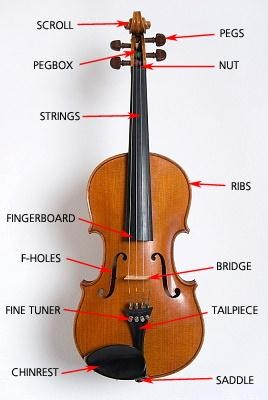 SCROLL
PEGS
PEGBOX
NUT
STRINGS
RIBS
FINGERBOARD
F-HOLES
BRIDGE
FINE TUNER
TAILPIECE
CHINREST
SADDLE